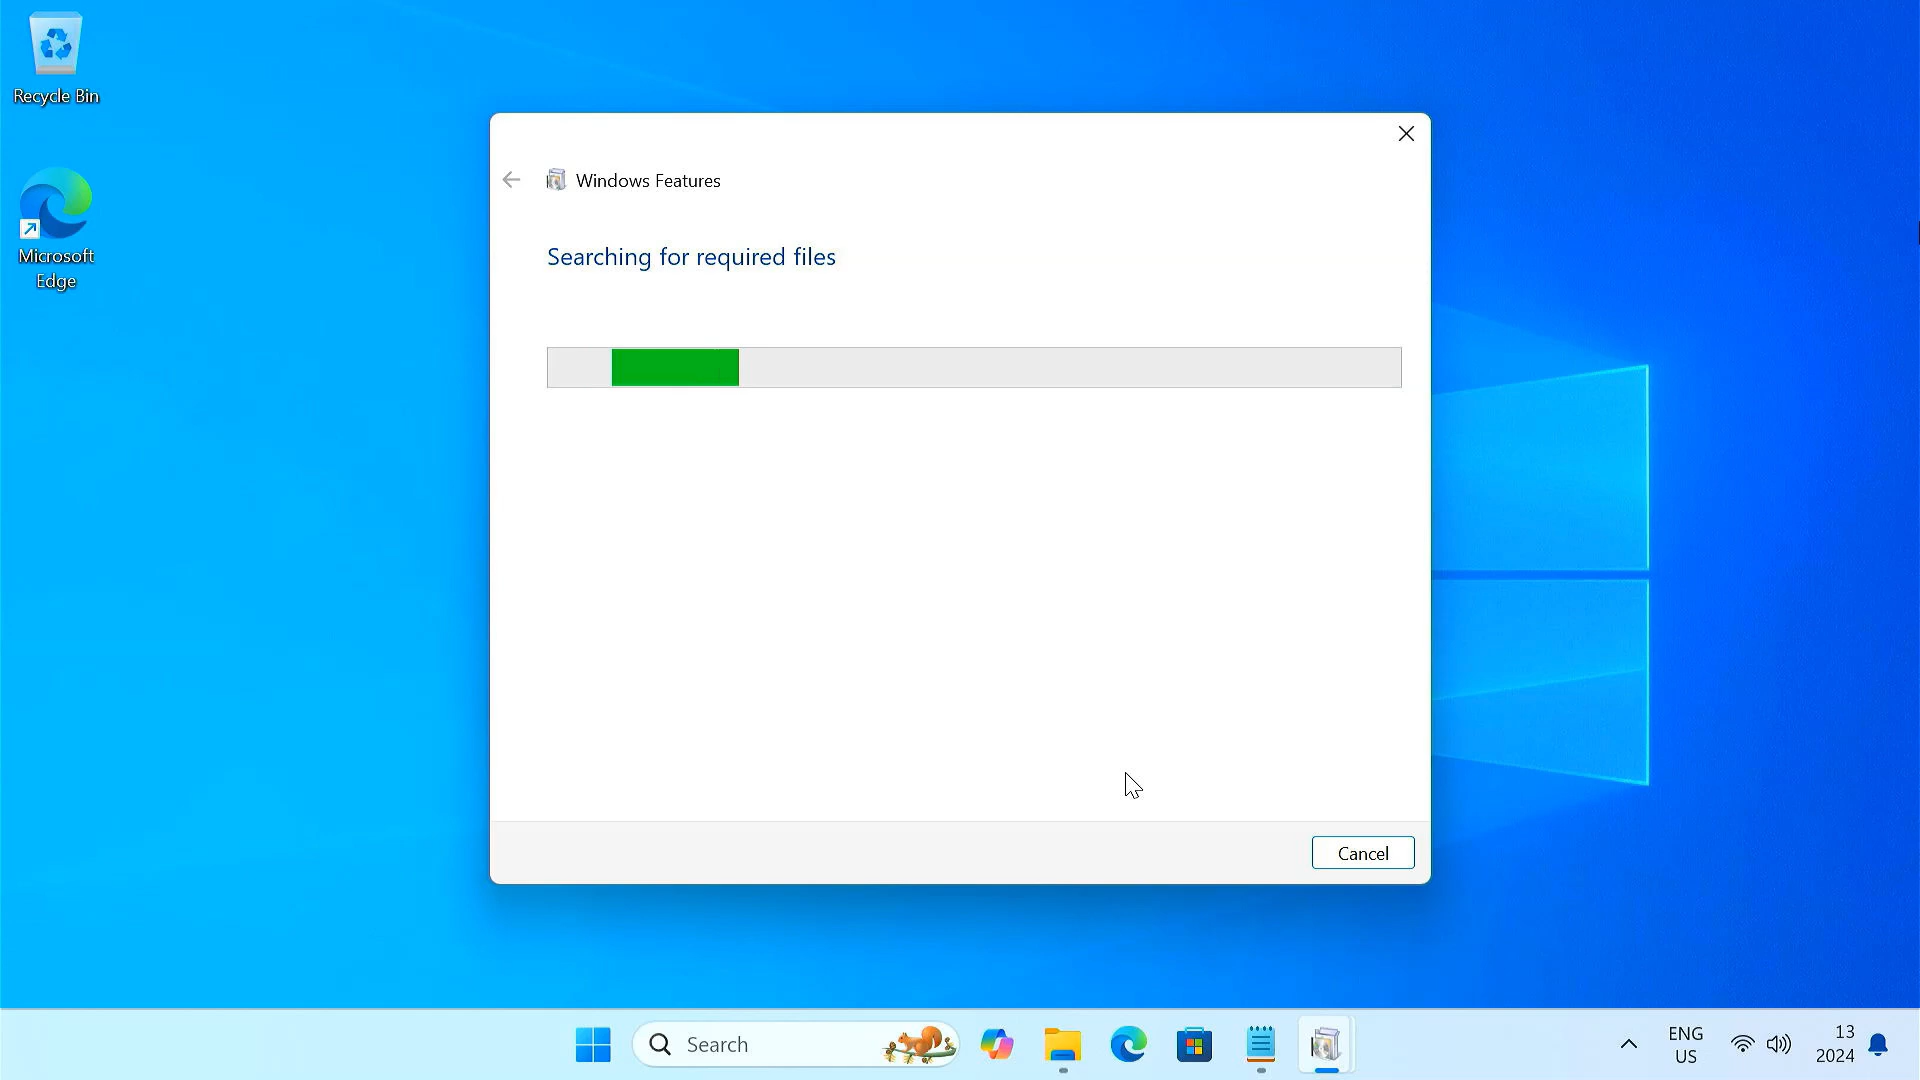 Recycle Bin
Microsoft
Edge
Windows Features
Searching for required files
Cancel
Search
ENG
US
13
2024